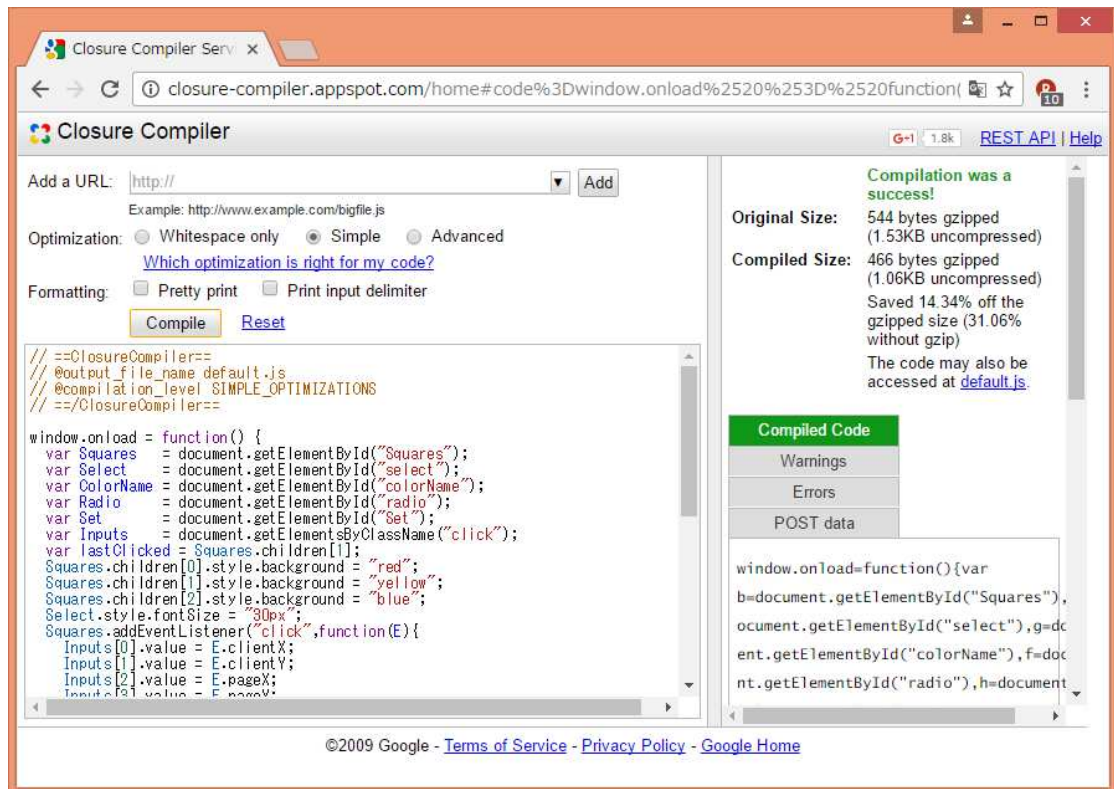 Closure Compiler Serv
closure-compiler.appspot.com/home#code%3Dwindow.onload%2520%253D%2520function(
10
Closure Compiler
G+1 1.8k REST API | Help
Add a URL: http:// Add
Example: http://www.example.com/bigfile.js
Optimization: Whitespace only Simple Advanced
Which optimization is right for my code?
Formatting: Pretty print Print input delimiter
Compile Reset
// ==ClosureCompiler==
// @output_file_name default.js
// @compilation_level SIMPLE_OPTIMIZATIONS
// ==/ClosureCompiler==
window.onload = function() {
var Squares = document.getElementById("Squares");
var Select = document.getElementById("select");
var ColorName = document.getElementById("colorName");
var Radio = document.getElementById("radio");
var Set = document.getElementById("Set");
var Inputs = document.getElementsByClassName("click");
var lastClicked = Squares.children[1];
Squares.children[0].style.background = "red";
Squares.children[1].style.background = "yellow";
Squares.children[2].style.background = "blue";
Select.style.fontSize = "30px";
Squares.addEventListener("click",function(E){
Inputs[0].value = E.clientX;
Inputs[1].value = E.clientY;
Inputs[2].value = E.pageX;
Inputs[3].value = E.pageY;
Compilation was a
success!
Original Size: 544 bytes gzipped
(1.53KB uncompressed)
Compiled Size: 466 bytes gzipped
(1.06KB uncompressed)
Saved 14.34% off the
gzipped size (31.06%
without gzip)
The code may also be
accessed at default.js.
Compiled Code
Warnings
Errors
POST data
window.onload=function(){var
b=document.getElementById("Squares"),
ocument.getElementById("select"),g=dc
ent.getElementById("colorName"),f=doc
nt.getElementById("radio"),h=document
©2009 Google - Terms of Service - Privacy Policy - Google Home